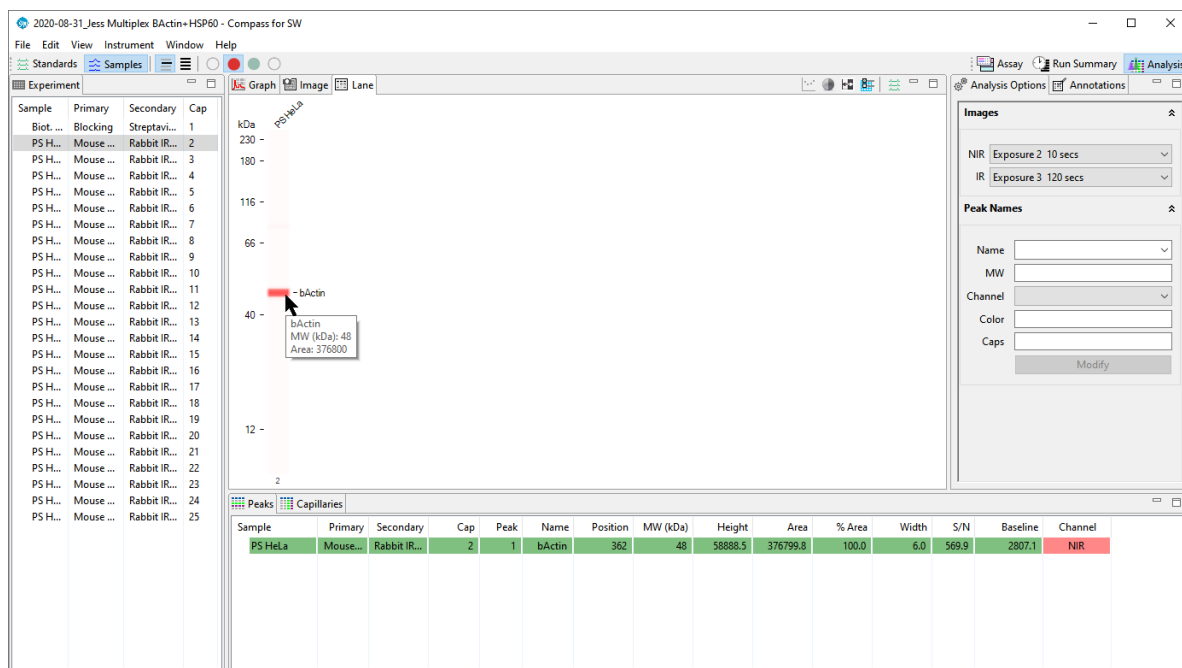 2020-08-31_Jess Multiplex BActin+HSP60 - Compass for SW
File Edit View Instrument Window Help
Standards Samples
Assay Run Summary Analysis
Experiment
Sample Primary Secondary Cap
Biot. ... Blocking Streptavi... 1
PS H... Mouse ... Rabbit IR... 2
PS H... Mouse ... Rabbit IR... 3
PS H... Mouse ... Rabbit IR... 4
PS H... Mouse ... Rabbit IR... 5
PS H... Mouse ... Rabbit IR... 6
PS H... Mouse ... Rabbit IR... 7
PS H... Mouse ... Rabbit IR... 8
PS H... Mouse ... Rabbit IR... 9
PS H... Mouse ... Rabbit IR... 10
PS H... Mouse ... Rabbit IR... 11
PS H... Mouse ... Rabbit IR... 12
PS H... Mouse ... Rabbit IR... 13
PS H... Mouse ... Rabbit IR... 14
PS H... Mouse ... Rabbit IR... 15
PS H... Mouse ... Rabbit IR... 16
PS H... Mouse ... Rabbit IR... 17
PS H... Mouse ... Rabbit IR... 18
PS H... Mouse ... Rabbit IR... 19
PS H... Mouse ... Rabbit IR... 20
PS H... Mouse ... Rabbit IR... 21
PS H... Mouse ... Rabbit IR... 22
PS H... Mouse ... Rabbit IR... 23
PS H... Mouse ... Rabbit IR... 24
PS H... Mouse ... Rabbit IR... 25
Graph Image Lane
PS HeLa
kDa
230 -
180 -
116 -
66 -
- bActin
40 -
bActin
MW (kDa): 48
Area: 376800
12 -
2
Analysis Options Annotations
Images
NIR Exposure 2 10 secs
IR Exposure 3 120 secs
Peak Names
Name
MW
Channel
Color
Caps
Modify
Peaks Capillaries
Sample Primary Secondary Cap Peak Name Position MW (kDa) Height Area % Area Width S/N Baseline Channel
PS HeLa Mouse... Rabbit IR... 2 1 bActin 362 48 58888.5 376799.8 100.0 6.0 569.9 2807.1 NIR